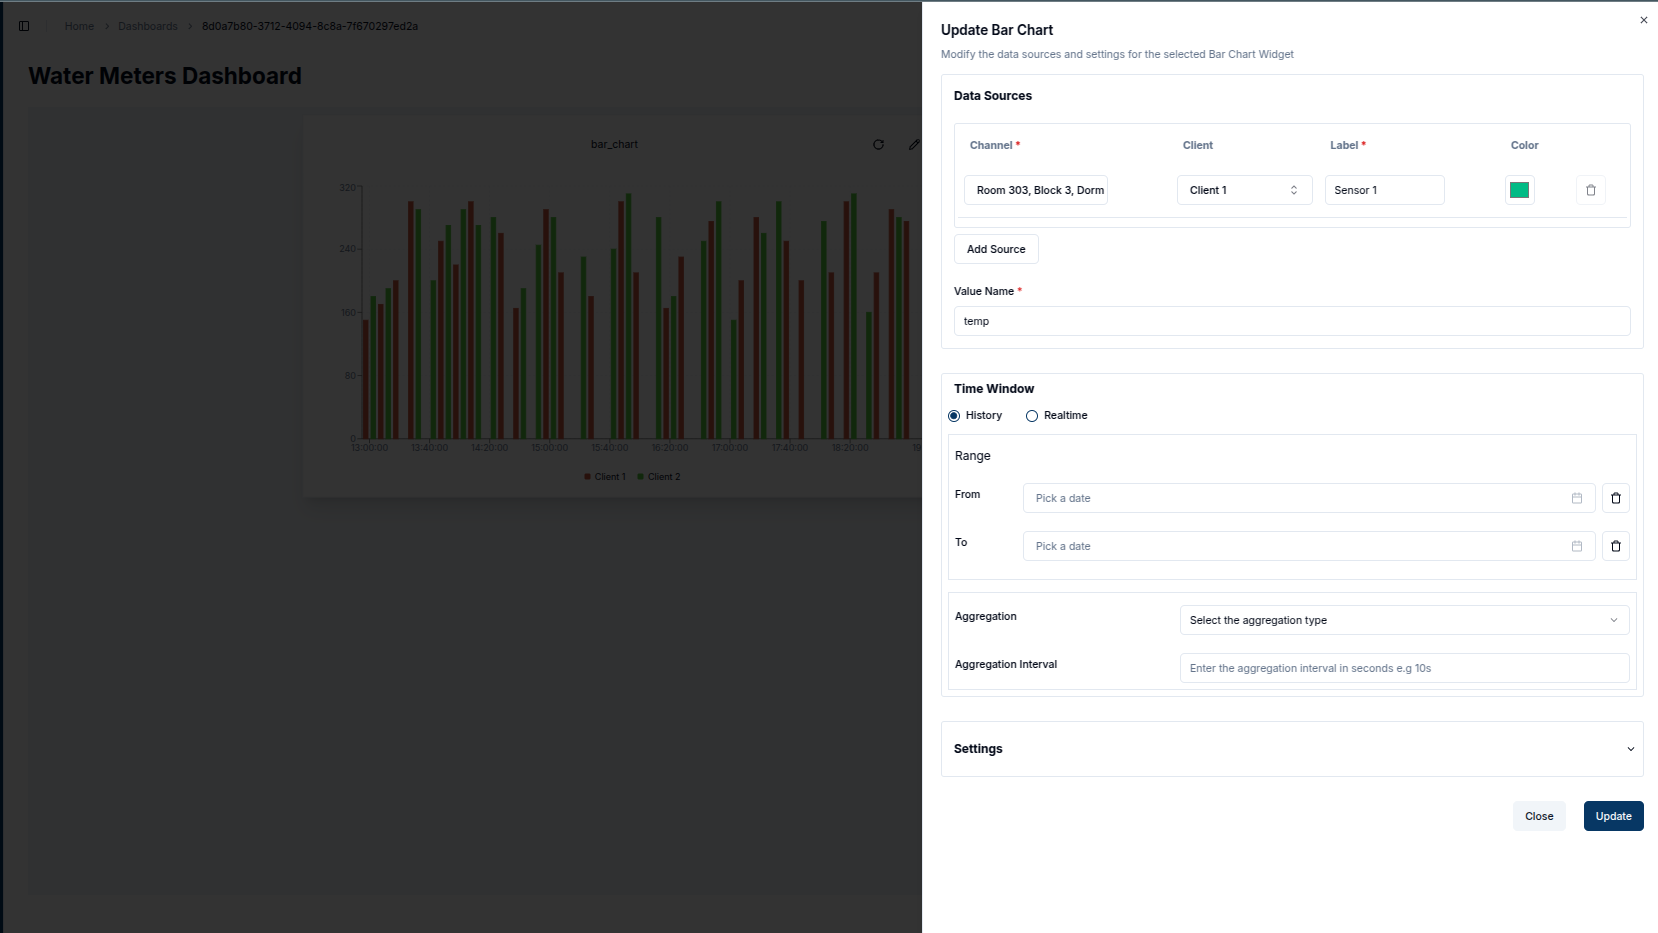 Home > Dashboards > 8d0a7b80-3712-4094-8c8a-7f670297ed2a
Water Meters Dashboard
bar_chart
320
240
160
80
0
13:00:00 13:40:00 14:20:00 15:00:00 15:40:00 16:20:00 17:00:00 17:40:00 18:20:00
Client 1 Client 2
Update Bar Chart
Modify the data sources and settings for the selected Bar Chart Widget
Data Sources
Channel * Client Label * Color
Room 303, Block 3, Dorm Client 1 Sensor 1
Add Source
Value Name *
temp
Time Window
History Realtime
Range
From Pick a date
To Pick a date
Aggregation Select the aggregation type
Aggregation Interval Enter the aggregation interval in seconds e.g 10s
Settings
Close Update